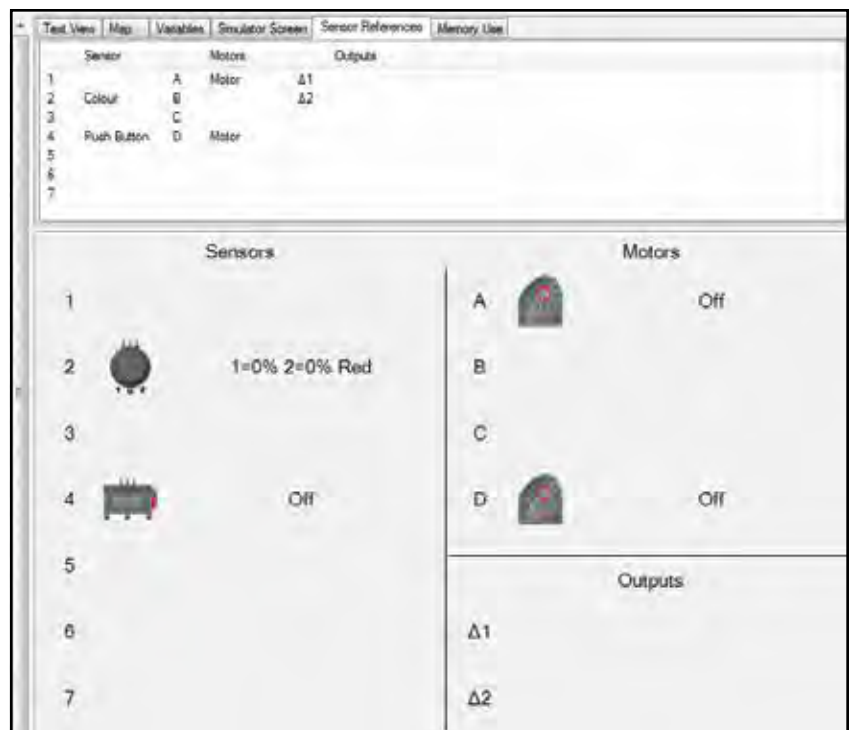 Text View Map Variables Simulator Screen Sensor References Memory Use
Sensor Motors Outputs
1 A Motor Δ1
2 Colour B Δ2
3 C
4 Push Button D Motor
5
6
7
Sensors Motors
1 A Off
2 1=0% 2=0% Red B
3 C
4 Off D Off
5
Outputs
6 Δ1
7 Δ2